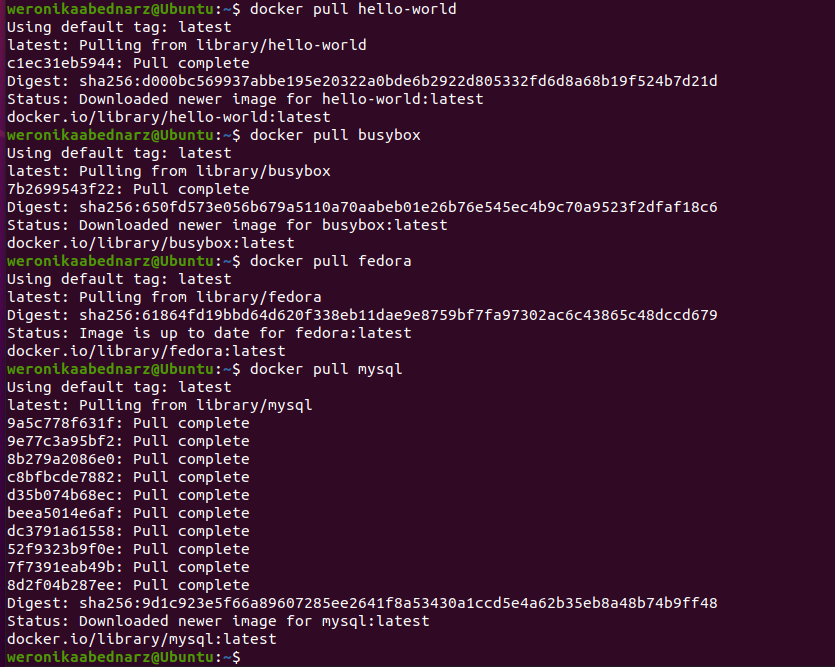 weronikaabednarz@Ubuntu:~$ docker pull hello-world
Using default tag: latest
latest: Pulling from library/hello-world
c1ec31eb5944: Pull complete
Digest: sha256:d000bc569937abbe195e20322a0bde6b2922d805332fd6d8a68b19f524b7d21d
Status: Downloaded newer image for hello-world:latest
docker.io/library/hello-world:latest
weronikaabednarz@Ubuntu:~$ docker pull busybox
Using default tag: latest
latest: Pulling from library/busybox
7b2699543f22: Pull complete
Digest: sha256:650fd573e056b679a5110a70aabeb01e26b76e545ec4b9c70a9523f2dfaf18c6
Status: Downloaded newer image for busybox:latest
docker.io/library/busybox:latest
weronikaabednarz@Ubuntu:~$ docker pull fedora
Using default tag: latest
latest: Pulling from library/fedora
Digest: sha256:61864fd19bbd64d620f338eb11dae9e8759bf7fa97302ac6c43865c48dccd679
Status: Image is up to date for fedora:latest
docker.io/library/fedora:latest
weronikaabednarz@Ubuntu:~$ docker pull mysql
Using default tag: latest
latest: Pulling from library/mysql
9a5c778f631f: Pull complete
9e77c3a95bf2: Pull complete
8b279a2086e0: Pull complete
c8bfbcde7882: Pull complete
d35b074b68ec: Pull complete
beea5014e6af: Pull complete
dc3791a61558: Pull complete
52f9323b9f0e: Pull complete
7f7391eab49b: Pull complete
8d2f04b287ee: Pull complete
Digest: sha256:9d1c923e5f66a89607285ee2641f8a53430a1ccd5e4a62b35eb8a48b74b9ff48
Status: Downloaded newer image for mysql:latest
docker.io/library/mysql:latest
weronikaabednarz@Ubuntu:~$